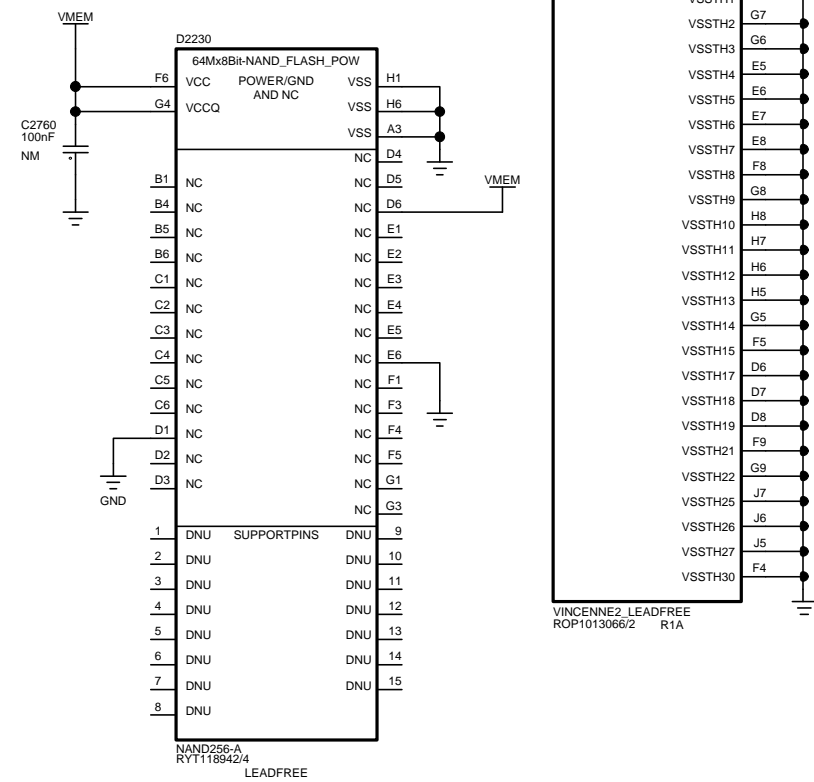 VMEM
D2230
64Mx8Bit-NAND_FLASH_POW
POWER/GND
AND NC
F6 VCC VSS H1
G4 VCCQ VSS H6
VSS A3
C2760
100nF
NM
NC D4
B1 NC NC D5
VMEM
B4 NC NC D6
B5 NC NC E1
B6 NC NC E2
C1 NC NC E3
C2 NC NC E4
C3 NC NC E5
C4 NC NC E6
C5 NC NC F1
C6 NC NC F3
D1 NC NC F4
D2 NC NC F5
D3 NC NC G1
GND
NC G3
SUPPORTPINS
1 DNU DNU 9
2 DNU DNU 10
3 DNU DNU 11
4 DNU DNU 12
5 DNU DNU 13
6 DNU DNU 14
7 DNU DNU 15
8 DNU
NAND256-A
RYT118942/4
LEADFREE
VSSTH2 G7
VSSTH3 G6
VSSTH4 E5
VSSTH5 E6
VSSTH6 E7
VSSTH7 E8
VSSTH8 F8
VSSTH9 G8
VSSTH10 H8
VSSTH11 H7
VSSTH12 H6
VSSTH13 H5
VSSTH14 G5
VSSTH15 F5
VSSTH17 D6
VSSTH18 D7
VSSTH19 D8
VSSTH21 F9
VSSTH22 G9
VSSTH25 J7
VSSTH26 J6
VSSTH27 J5
VSSTH30 F4
VINCENNE2_LEADFREE
ROP1013066/2 R1A